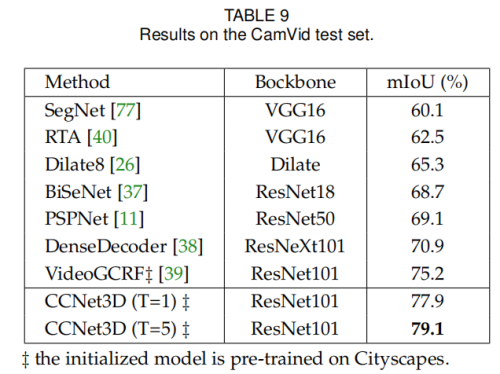 TABLE 9
Results on the CamVid test set.
Method Bockbone mIoU (%)
SegNet [77] VGG16 60.1
RTA [40] VGG16 62.5
Dilate8 [26] Dilate 65.3
BiSeNet [37] ResNet18 68.7
PSPNet [11] ResNet50 69.1
DenseDecoder [38] ResNeXt101 70.9
VideoGCRF‡ [39] ResNet101 75.2
CCNet3D (T=1) ‡ ResNet101 77.9
CCNet3D (T=5) ‡ ResNet101 79.1
‡ the initialized model is pre-trained on Cityscapes.